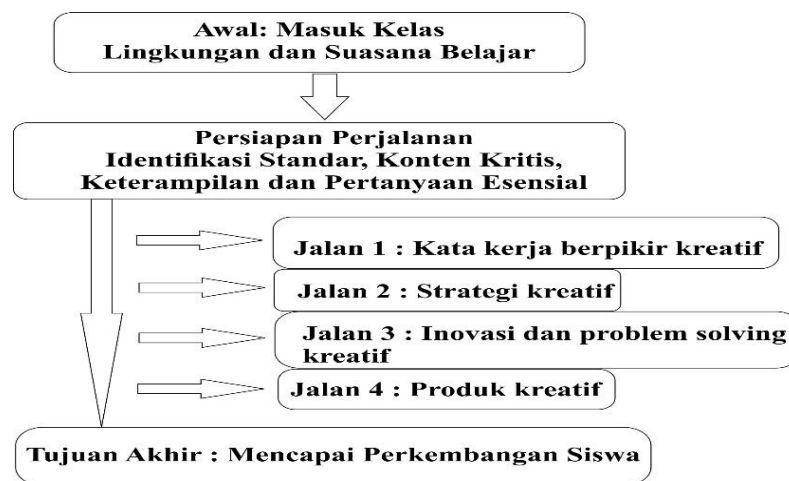 Awal: Masuk Kelas
Lingkungan dan Suasana Belajar
Persiapan Perjalanan
Identifikasi Standar, Konten Kritis,
Keterampilan dan Pertanyaan Esensial
Jalan 1 : Kata kerja berpikir kreatif
Jalan 2 : Strategi kreatif
Jalan 3 : Inovasi dan problem solving
kreatif
Jalan 4 : Produk kreatif
Tujuan Akhir : Mencapai Perkembangan Siswa